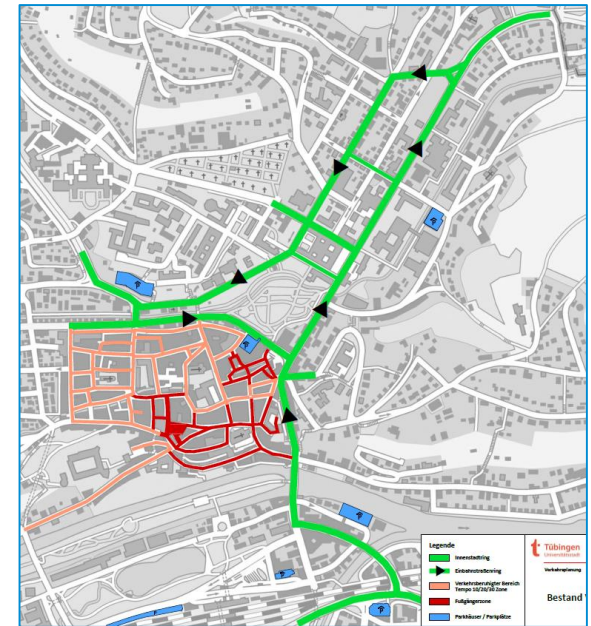 Legende
Innenstadtring
Einbahnstraßenring
Verkehrsberuhigter Bereich
Tempo 10/20/30 Zone
Fußgängerzone
Parkhäuser / Parkplätze
Tübingen
Universitätsstadt
Verkehrsplanung
Bestand